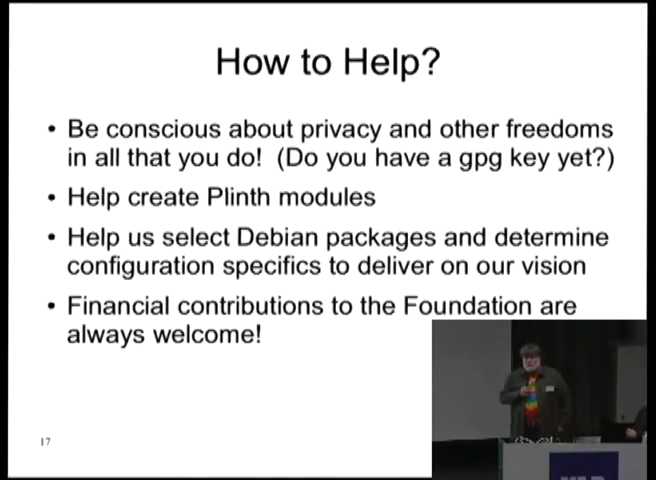 How to Help?
• Be conscious about privacy and other freedoms
in all that you do! (Do you have a gpg key yet?)
• Help create Plinth modules
• Help us select Debian packages and determine
configuration specifics to deliver on our vision
• Financial contributions to the Foundation are
always welcome!
17